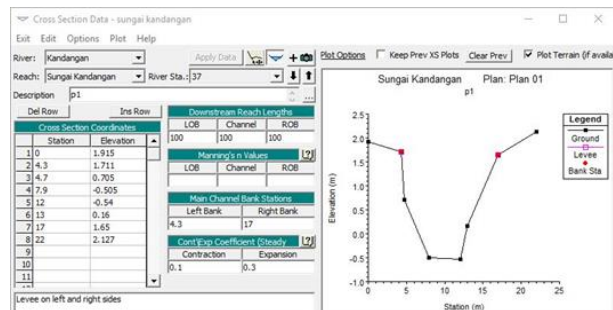 Cross Section Data - sungai kandangan
Exit Edit Options Plot Help
River: Kandangan Apply Data
Reach: Sungai Kandangan River Sta.: 37
Description p1 ...
Del Row Ins Row
Cross Section Coordinates
Station Elevation
1 0 1.915
2 4.3 1.711
3 4.7 0.705
4 7.9 -0.505
5 12 -0.54
6 13 0.16
7 17 1.65
8 22 2.127
9
10
11
Downstream Reach Lengths
LOB Channel ROB
100 100 100
Manning's n Values ?
LOB Channel ROB
Main Channel Bank Stations
Left Bank Right Bank
4.3 17
Cont\Exp Coefficient (Steady ?
Contraction Expansion
0.1 0.3
Levee on left and right sides
Plot Options Keep Prev XS Plots Clear Prev Plot Terrain (if availa
Sungai Kandangan Plan: Plan 01
p1
Elevation (m)
2.5
2.0
1.5
1.0
0.5
0.0
-0.5
-1.0
0 5 10 15 20 25
Station (m)
Legend
Ground
Levee
Bank Sta